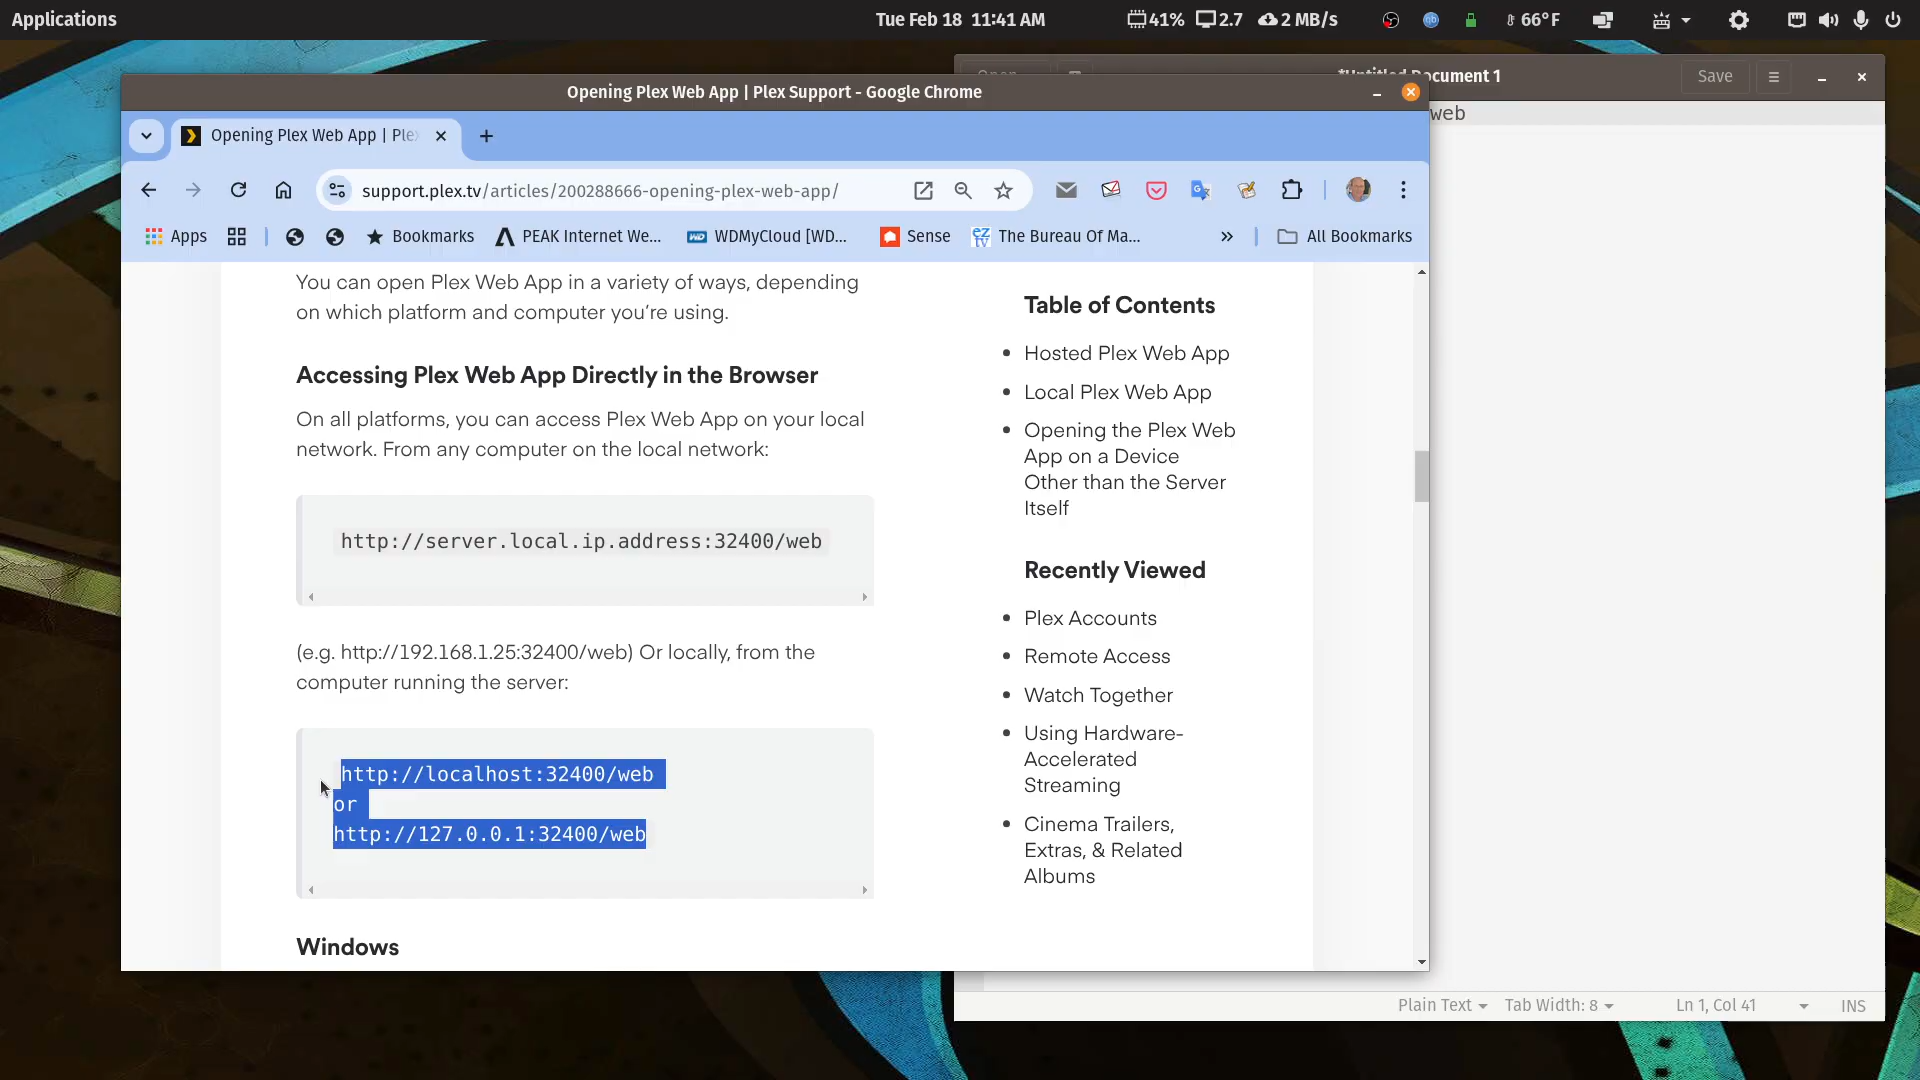 Applications
Tue Feb 18 11:41 AM
41% 2.7 2 MB/s
66°F
Document 1
Save
web
Opening Plex Web App | Plex Support - Google Chrome
Opening Plex Web App | Ple
support.plex.tv/articles/200288666-opening-plex-web-app/
Apps
Bookmarks
PEAK Internet We...
WDMyCloud [WD...
Sense
The Bureau Of Ma...
»
All Bookmarks
You can open Plex Web App in a variety of ways, depending
on which platform and computer you're using.
Accessing Plex Web App Directly in the Browser
On all platforms, you can access Plex Web App on your local
network. From any computer on the local network:
http://server.local.ip.address:32400/web
(e.g. http://192.168.1.25:32400/web) Or locally, from the
computer running the server:
http://localhost:32400/web
or
http://127.0.0.1:32400/web
Windows
Table of Contents
Hosted Plex Web App
Local Plex Web App
Opening the Plex Web
App on a Device
Other than the Server
Itself
Recently Viewed
Plex Accounts
Remote Access
Watch Together
Using Hardware-
Accelerated
Streaming
Cinema Trailers,
Extras, & Related
Albums
Plain Text
Tab Width: 8
Ln 1, Col 41
INS